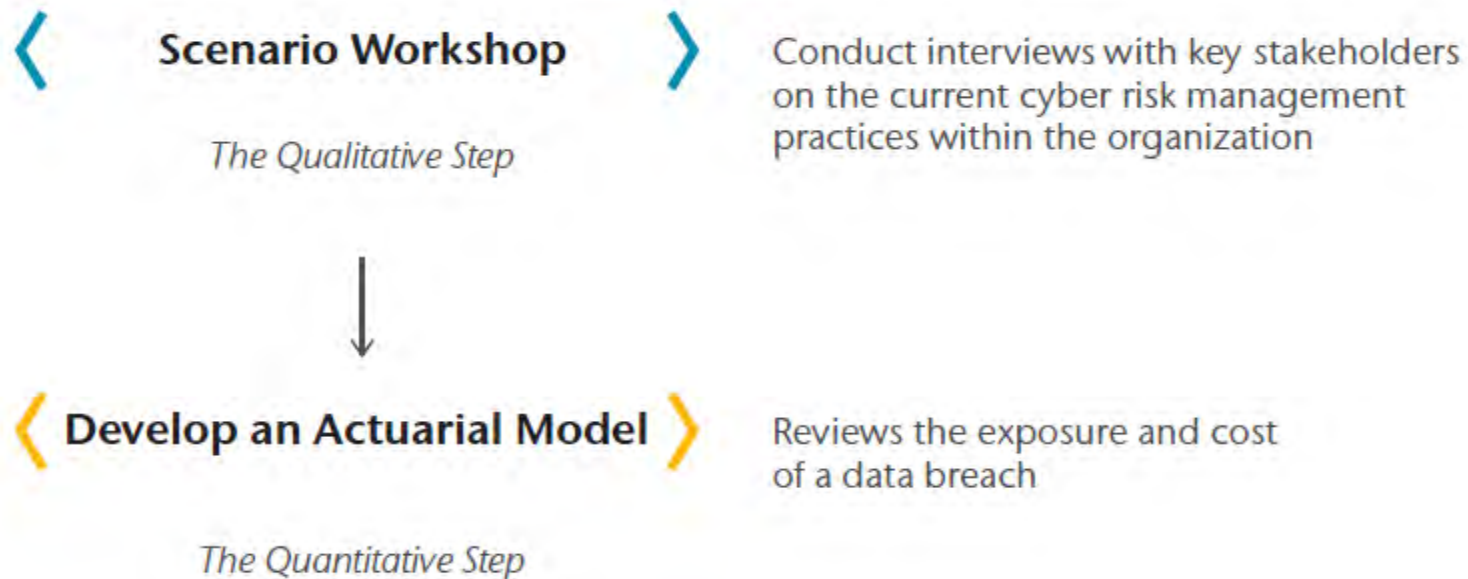 Scenario Workshop
The Qualitative Step
Conduct interviews with key stakeholders
on the current cyber risk management
practices within the organization
Develop an Actuarial Model
The Quantitative Step
Reviews the exposure and cost
of a data breach